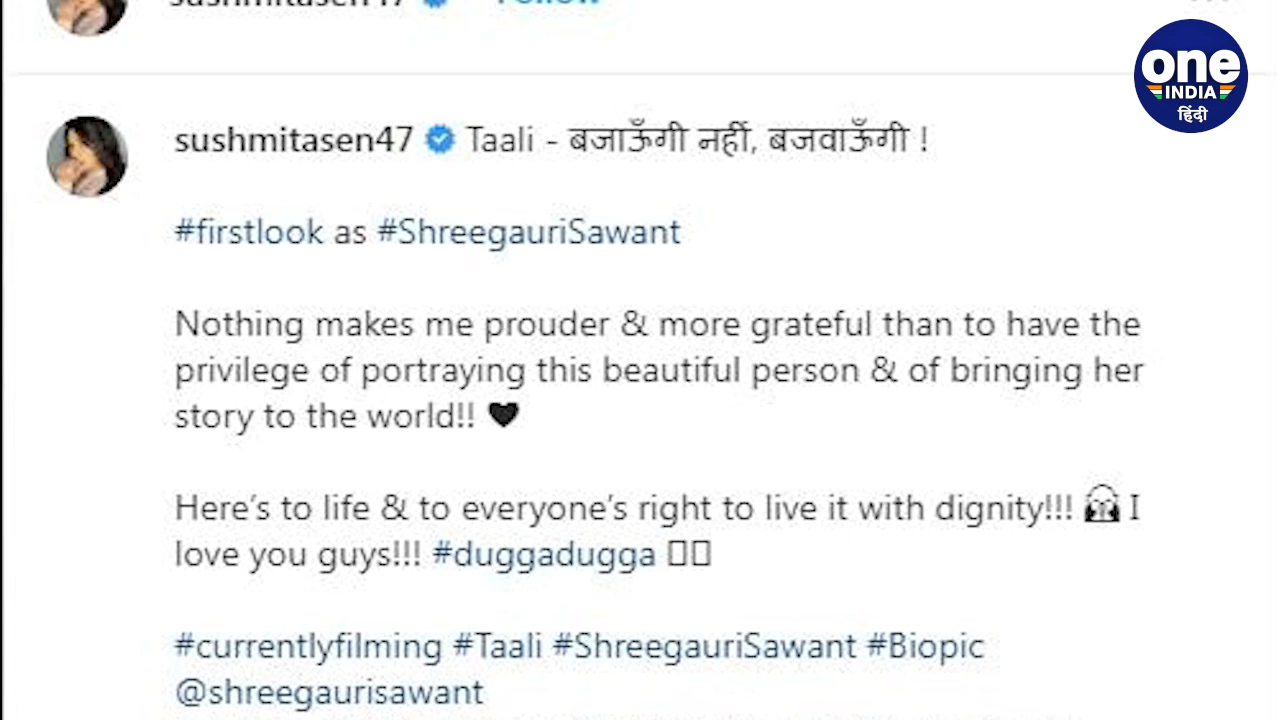 sushmitasen47 Follow
one
INDIA
हिंदी
sushmitasen47 Taali - बजाऊँगी नहीं, बजवाऊँगी !
#firstlook as #ShreegauriSawant
Nothing makes me prouder & more grateful than to have the
privilege of portraying this beautiful person & of bringing her
story to the world!! 🖤
Here’s to life & to everyone’s right to live it with dignity!!! I
love you guys!!! #duggadugga
#currentlyfilming #Taali #ShreegauriSawant #Biopic
@shreegaurisawant